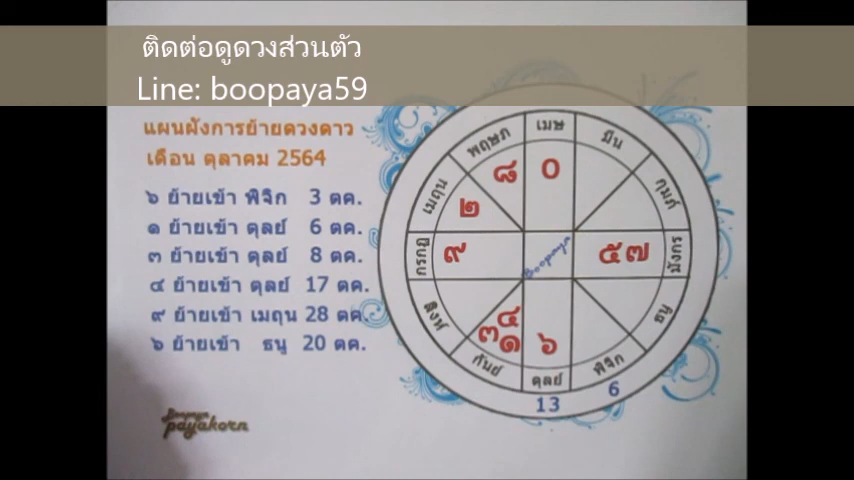 ติดต่อดูดวงส่วนตัว
Line: boopaya59
แผนผังการย้ายดวงดาว
เดือน ตุลาคม 2564
๖ ย้ายเข้า พิจิก 3 ตค.
๑ ย้ายเข้า ตุลย์ 6 ตค.
๓ ย้ายเข้า ตุลย์ 8 ตค.
๔ ย้ายเข้า ตุลย์ 17 ตค.
๙ ย้ายเข้า เมถุน 28 ตค.
๖ ย้ายเข้า ธนู 20 ตค.
Boopaya
payakorn
พฤษภ เมษ มีน
๘ 0
เมถุน ๒ กุมภ์
กรกฎ ๙ Boopaya ๕ ๗ มังกร
สิงห์ ๔ ธนู
๓ ๑ ๖
กันย์ ตุลย์ พิจิก
13 6